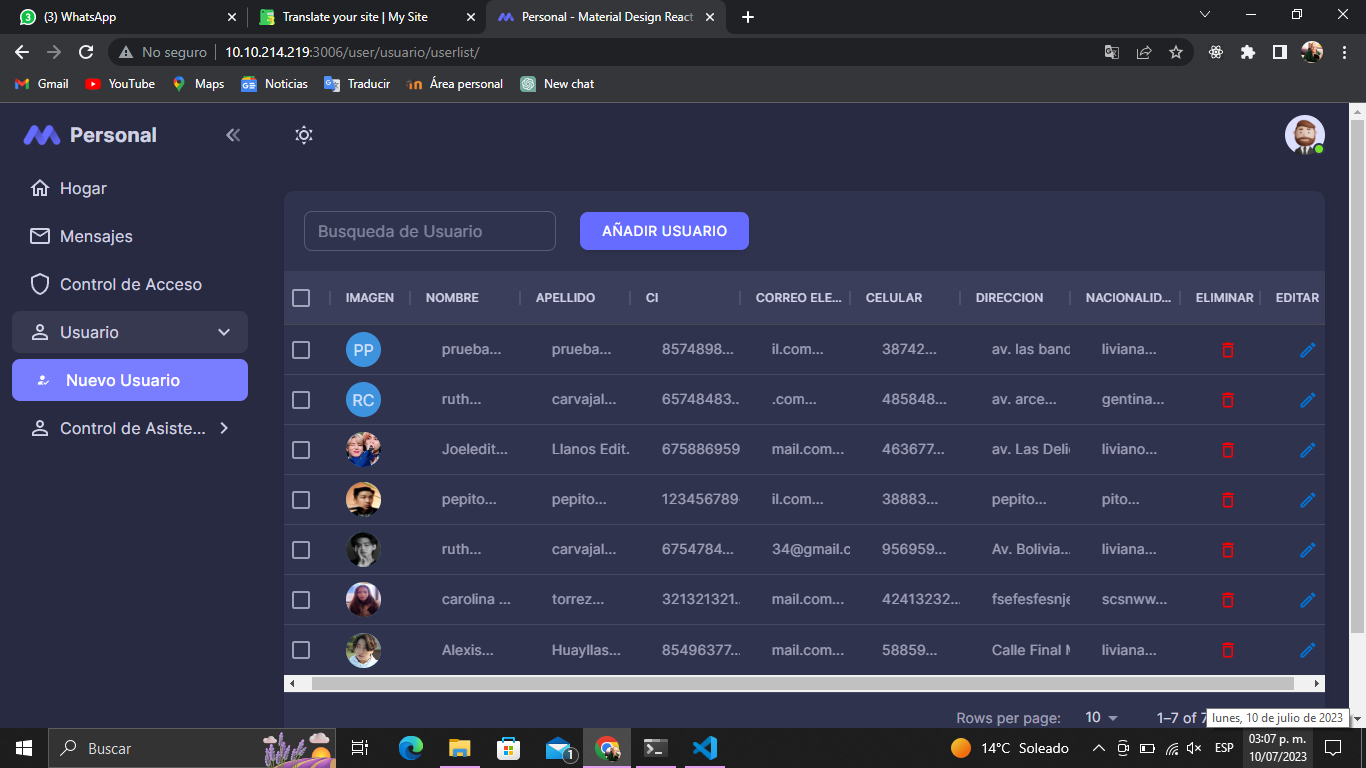 (3) WhatsApp
Translate your site | My Site
Personal - Material Design React
No seguro
10.10.214.219:3006/user/usuario/userlist/
Gmail
YouTube
Maps
Noticias
Traducir
Área personal
New chat
Personal
Hogar
Mensajes
Control de Acceso
Usuario
Nuevo Usuario
Control de Asiste...
Busqueda de Usuario
AÑADIR USUARIO
IMAGEN NOMBRE APELLIDO CI CORREO ELE... CELULAR DIRECCION NACIONALID... ELIMINAR EDITAR
PP prueba... prueba... 8574898... il.com... 38742... av. las band liviana...
RC ruth... carvajal... 65748483.. .com... 485848... av. arce... gentina...
Joeledit... Llanos Edit. 675886959 mail.com... 463677... av. Las Deli liviano...
pepito... pepito... 123456789 il.com... 38883... pepito... pito...
ruth... carvajal... 6754784... 34@gmail.c 956959... Av. Bolivia... liviana...
carolina ... torrez... 321321321.. mail.com... 42413232... fsefesfesnje scsnww...
Alexis... Huayllas... 85496377... mail.com... 58859... Calle Final M liviana...
Rows per page: 10 1–7 of 7
lunes, 10 de julio de 2023
Buscar
1
14°C Soleado
ESP
03:07 p. m.
10/07/2023